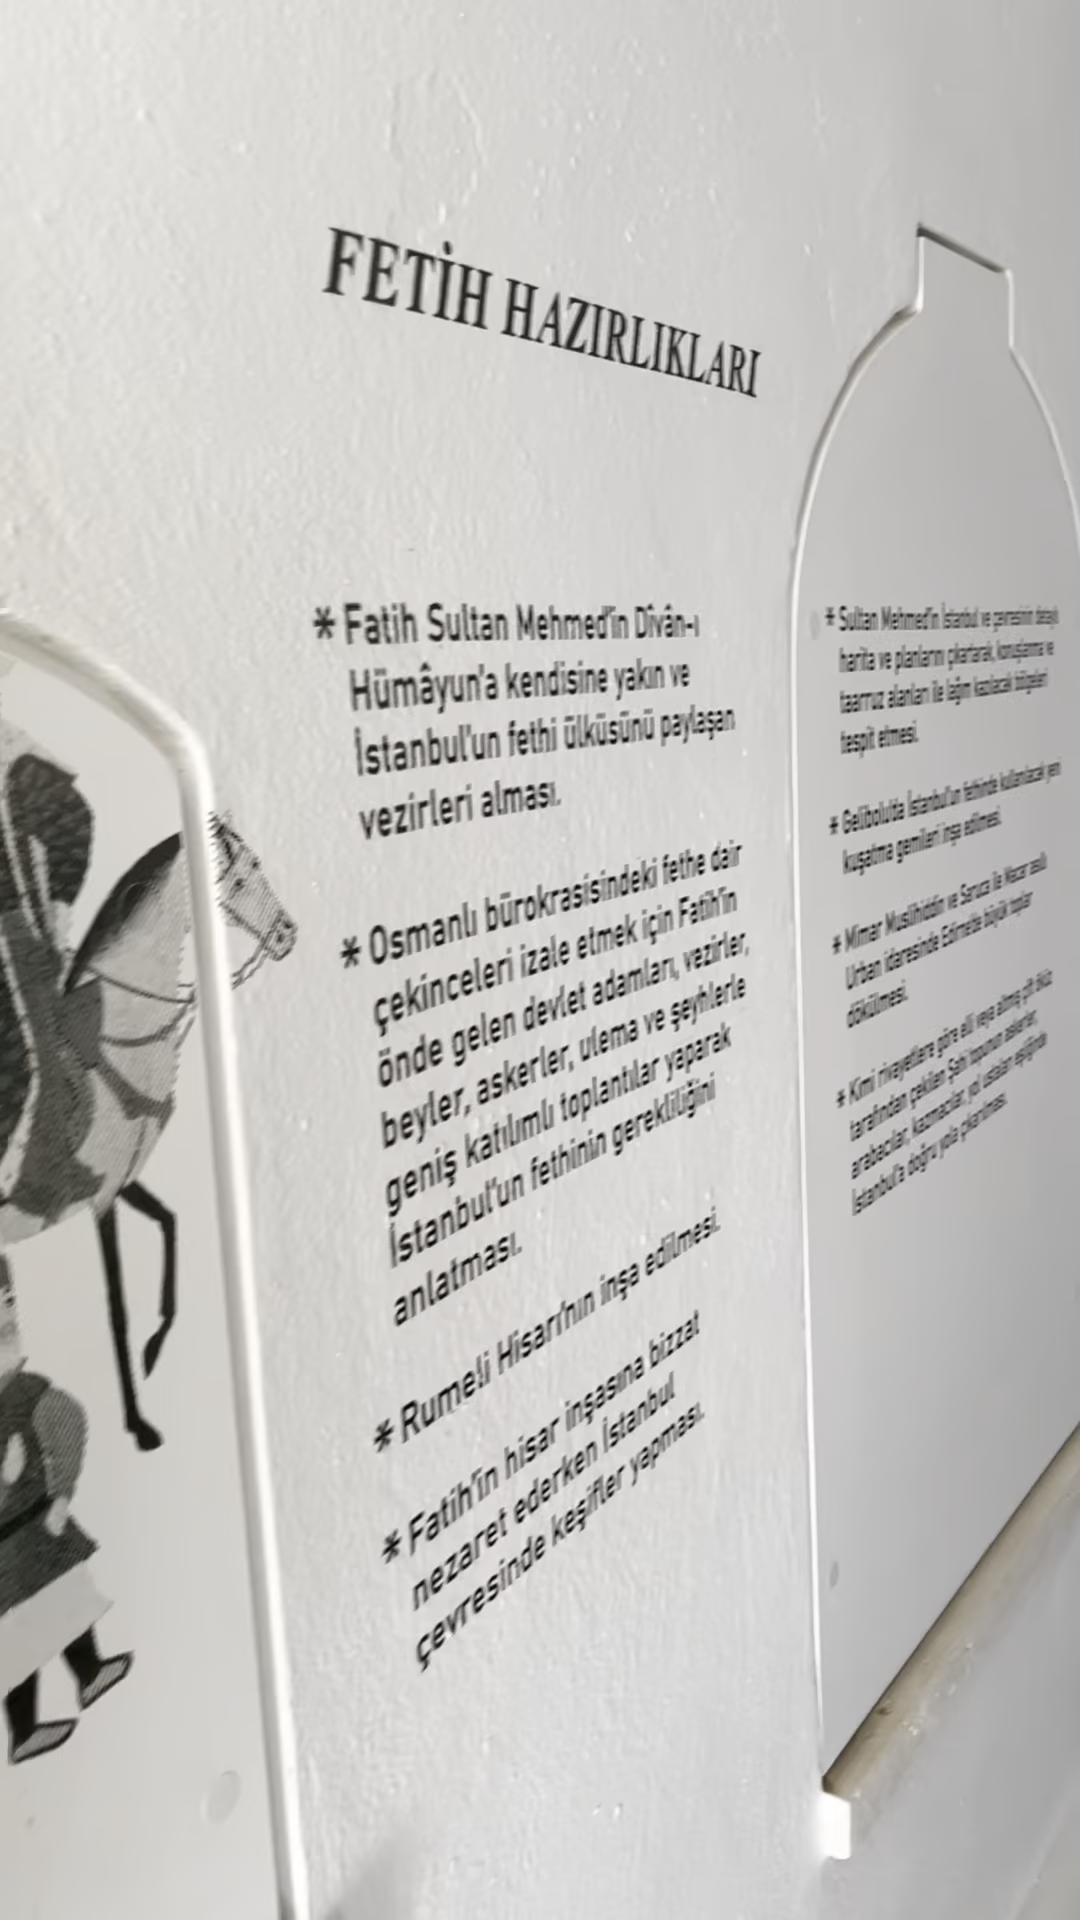 FETİH HAZIRLIKLARI
* Fatih Sultan Mehmed'in Dîvân-ı
Hümâyun'a kendisine yakın ve
İstanbul'un fethi ülküsünü paylaşan
vezirleri alması.
* Osmanlı bürokrasisindeki fethe dair
çekinceleri izale etmek için Fatih'in
önde gelen devlet adamları, vezirler,
beyler, askerler, ulema ve şeyhlerle
geniş katılımlı toplantılar yaparak
İstanbul'un fethinin gerekliliğini
anlatması.
* Rumeli Hisarı'nın inşa edilmesi.
* Fatih'in hisar inşasına bizzat
nezaret ederken İstanbul
çevresinde keşifler yapması.
* Sultan Mehmed'in İstanbul ve çevresinin detaylı
harita ve planlarını çıkartarak, konuşlanma ve
taarruz alanları ile lağım kazılacak bölgeleri
tespit etmesi.
* Gelibolu'da İstanbul'un fethinde kullanılacak yeni
kuşatma gemileri inşa edilmesi.
* Mimar Muslihiddin ve Saruca ile Macar asıllı
Urban idaresinde Edirne'de büyük toplar
dökülmesi.
* Kimi rivayetlere göre elli veya altmış çift öküz
tarafından çekilen Şahi topunun askerler,
arabacılar, kazmacılar, yol ustaları eşliğinde
İstanbul'a doğru yola çıkarılması.